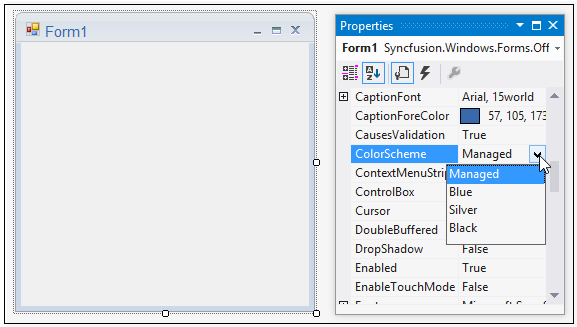 Form1
Properties
Form1 Syncfusion.Windows.Forms.Off
CaptionFont Arial, 15world
CaptionForeColor 57, 105, 173
CausesValidation True
ColorScheme Managed
ContextMenuStrip
Managed
ControlBox
Blue
Cursor
Silver
DoubleBuffered
Black
DropShadow False
Enabled True
EnableTouchMode False